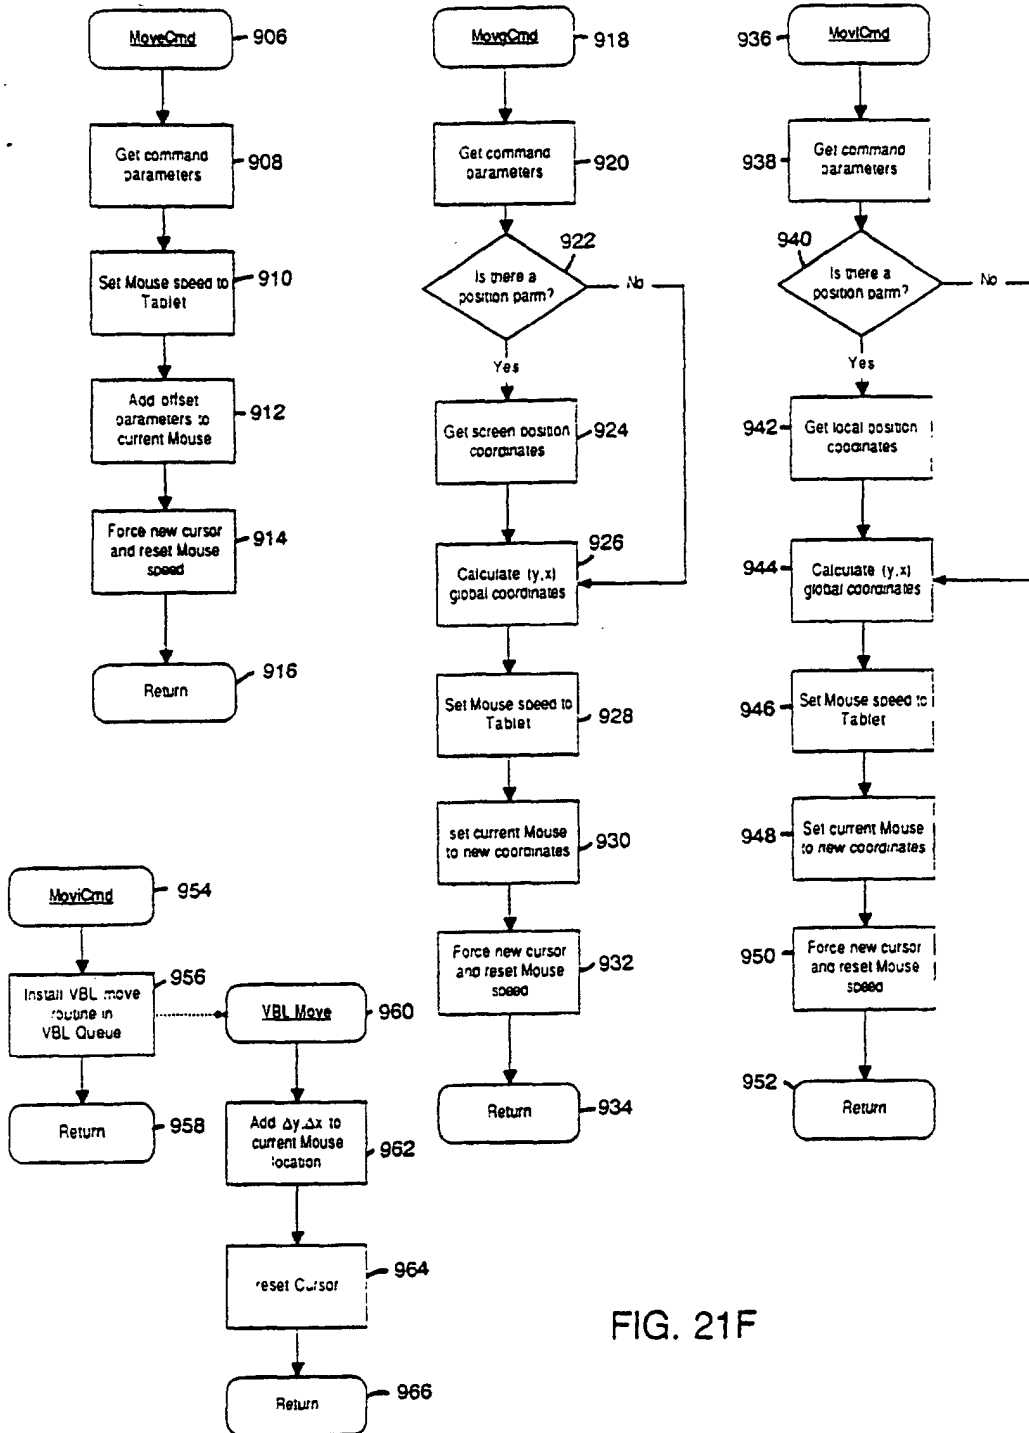 MoveCmd
906
Get command
parameters
908
Set Mouse speed to
Tablet
910
Add offset
parameters to
current Mouse
912
Force new cursor
and reset Mouse
speed
914
Return
916
MovgCmd
918
Get command
parameters
920
Is there a
position parm?
922
No
Yes
Get screen position
coordinates
924
Calculate (y,x)
global coordinates
926
Set Mouse speed to
Tablet
928
set current Mouse
to new coordinates
930
Force new cursor
and reset Mouse
speed
932
Return
934
MovlCmd
936
Get command
parameters
938
Is there a
position parm?
940
No
Yes
Get local position
coordinates
942
Calculate (y,x)
global coordinates
944
Set Mouse speed to
Tablet
946
Set current Mouse
to new coordinates
948
Force new cursor
and reset Mouse
speed
950
Return
952
MoviCmd
954
Install VBL move
routine in
VBL Queue
956
Return
958
VBL Move
960
Add Δy,Δx to
current Mouse
location
962
reset Cursor
964
Return
966
FIG. 21F